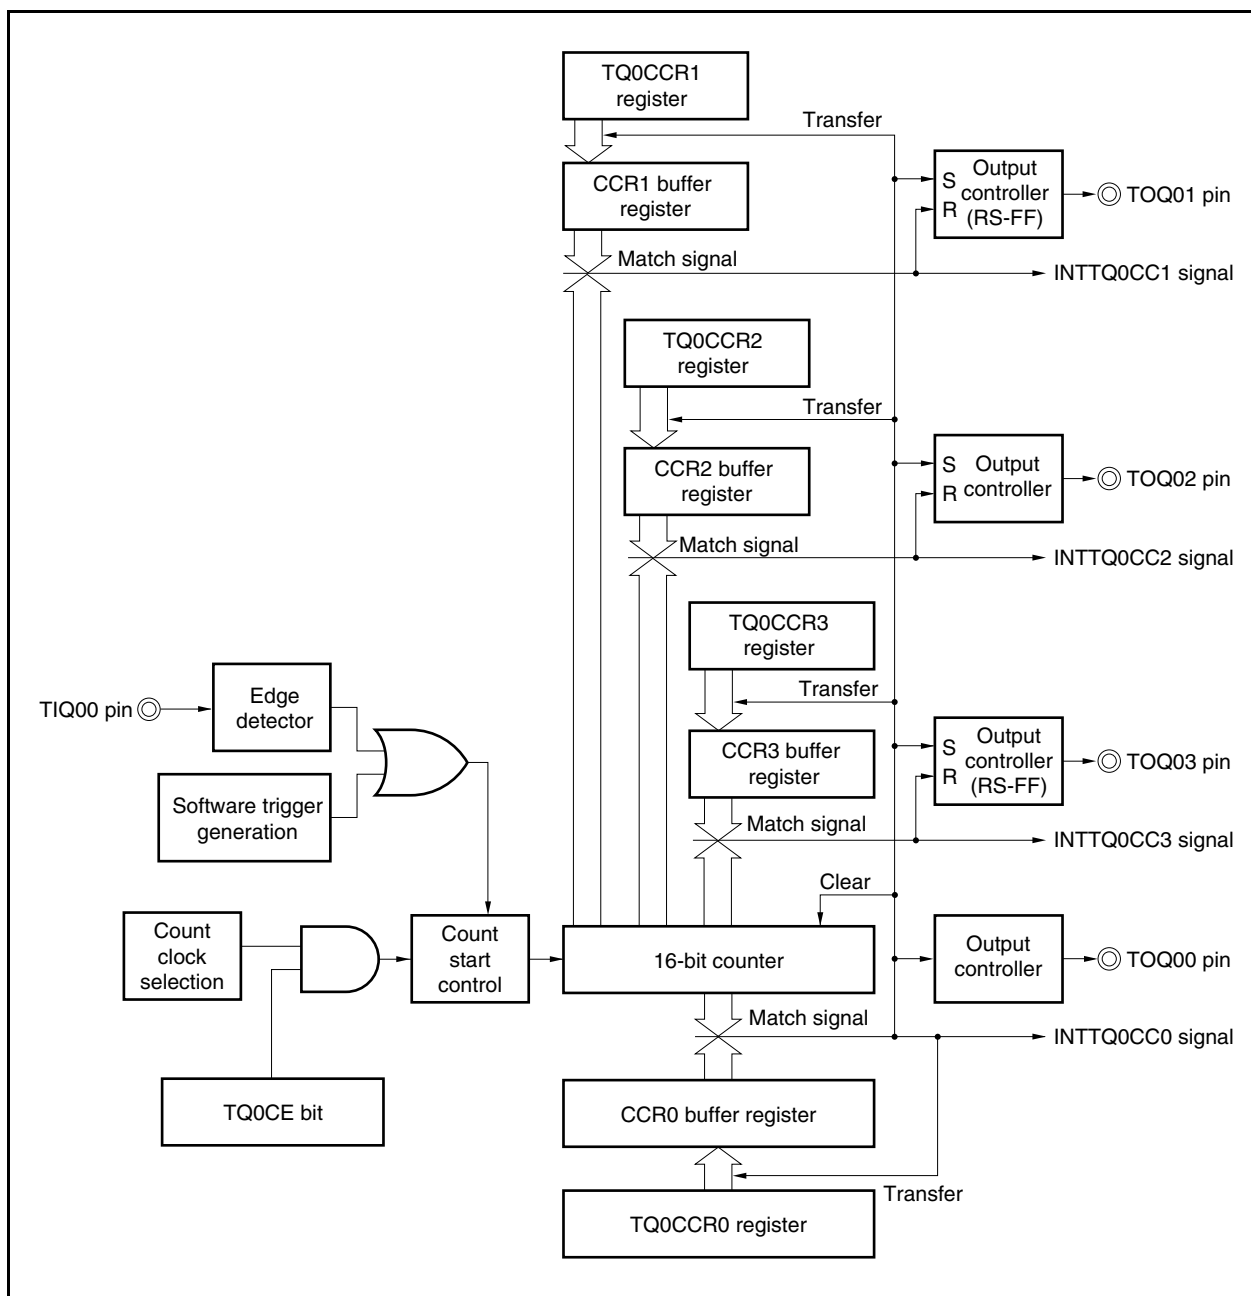 TQ0CCR1
register
Transfer
CCR1 buffer
register
S
R
Output
controller
(RS-FF)
TOQ01 pin
Match signal
INTTQ0CC1 signal
TQ0CCR2
register
Transfer
CCR2 buffer
register
S
R
Output
controller
TOQ02 pin
Match signal
INTTQ0CC2 signal
TQ0CCR3
register
Transfer
TIQ00 pin
Edge
detector
CCR3 buffer
register
S
R
Output
controller
(RS-FF)
TOQ03 pin
Software trigger
generation
Match signal
INTTQ0CC3 signal
Clear
Count
clock
selection
Count
start
control
16-bit counter
Output
controller
TOQ00 pin
Match signal
INTTQ0CC0 signal
TQ0CE bit
CCR0 buffer register
Transfer
TQ0CCR0 register